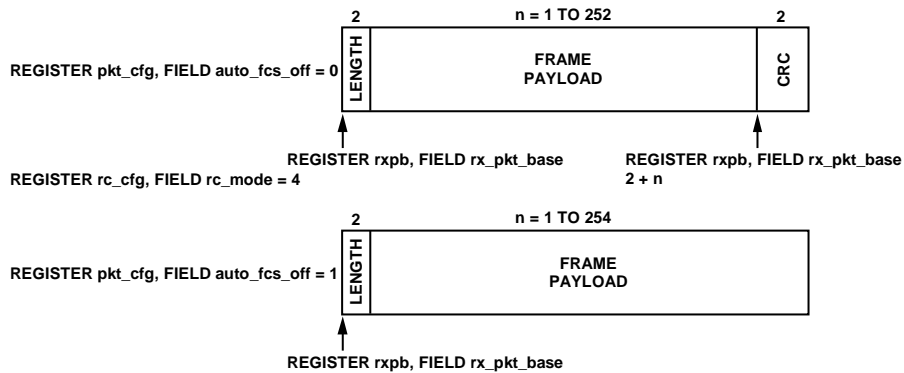 2 n = 1 TO 252 2
REGISTER pkt_cfg, FIELD auto_fcs_off = 0
LENGTH
FRAME
PAYLOAD
CRC
REGISTER rxpb, FIELD rx_pkt_base
REGISTER rxpb, FIELD rx_pkt_base
2 + n
REGISTER rc_cfg, FIELD rc_mode = 4
2 n = 1 TO 254
REGISTER pkt_cfg, FIELD auto_fcs_off = 1
LENGTH
FRAME
PAYLOAD
REGISTER rxpb, FIELD rx_pkt_base